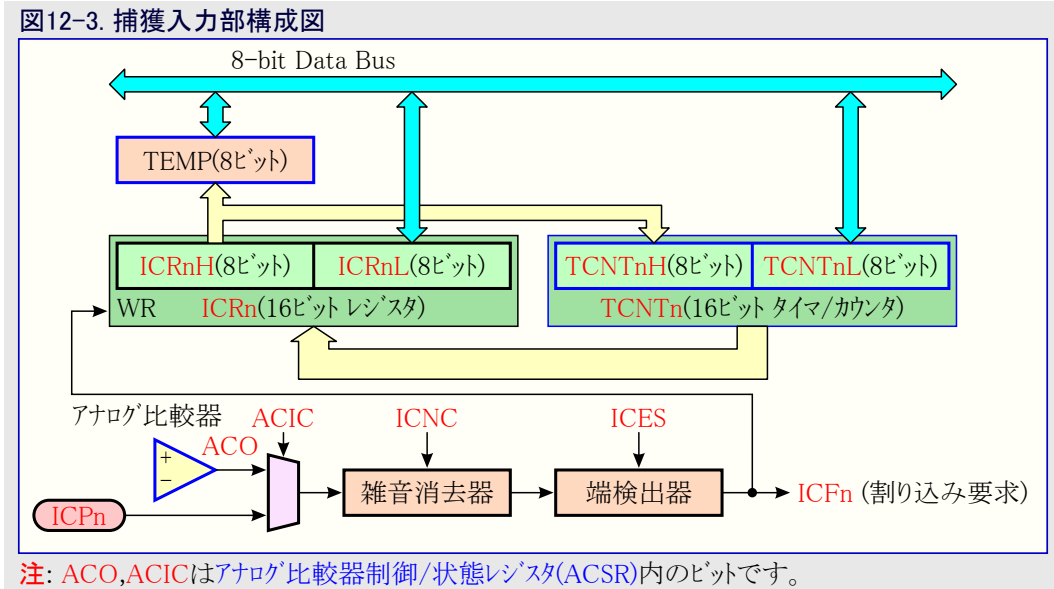 図12-3. 捕獲入力部構成図
8-bit Data Bus
TEMP(8ﾋﾞｯﾄ)
ICRnH(8ﾋﾞｯﾄ) ICRnL(8ﾋﾞｯﾄ)
WR ICRn(16ﾋﾞｯﾄ ﾚｼﾞｽﾀ)
TCNTnH(8ﾋﾞｯﾄ) TCNTnL(8ﾋﾞｯﾄ)
TCNTn(16ﾋﾞｯﾄ ﾀｲﾏ/ｶｳﾝﾀ)
ｱﾅﾛｸﾞ比較器
ACIC
ICNC
ICES
ACO
+
−
ICPn
雑音消去器
端検出器
ICFn (割り込み要求)
注: ACO,ACICはｱﾅﾛｸﾞ比較器制御/状態ﾚｼﾞｽﾀ(ACSR)内のﾋﾞｯﾄです。